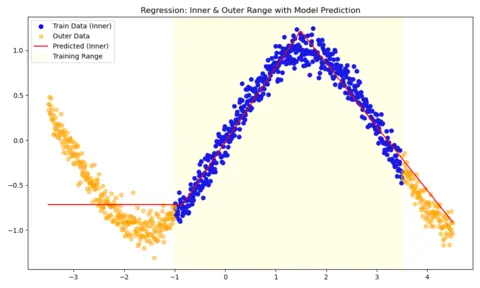 Regression: Inner & Outer Range with Model Prediction
Train Data (Inner)
Outer Data
Predicted (Inner)
Training Range
1.0
0.5
0.0
−0.5
−1.0
−3
−2
−1
0
1
2
3
4